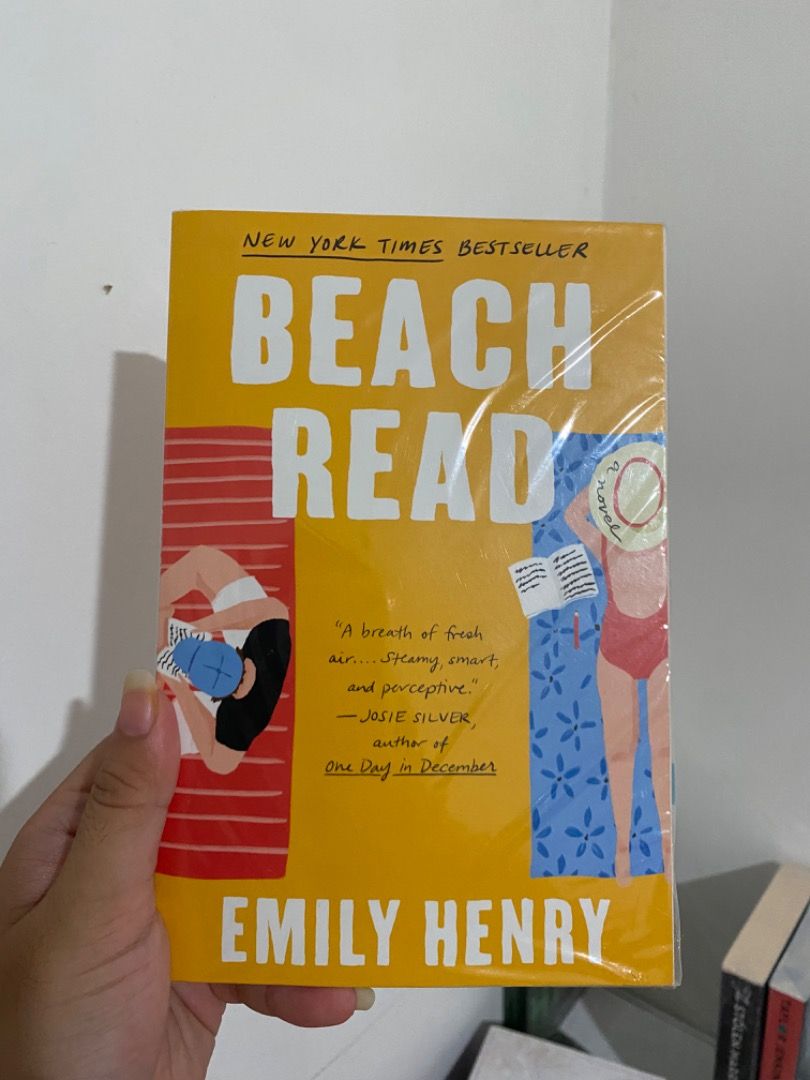 NEW YORK TIMES BESTSELLER
BEACH
READ
a novel
"A breath of fresh
air.... Steamy, smart,
and perceptive."
— JOSIE SILVER,
author of
One Day in December
EMILY HENRY